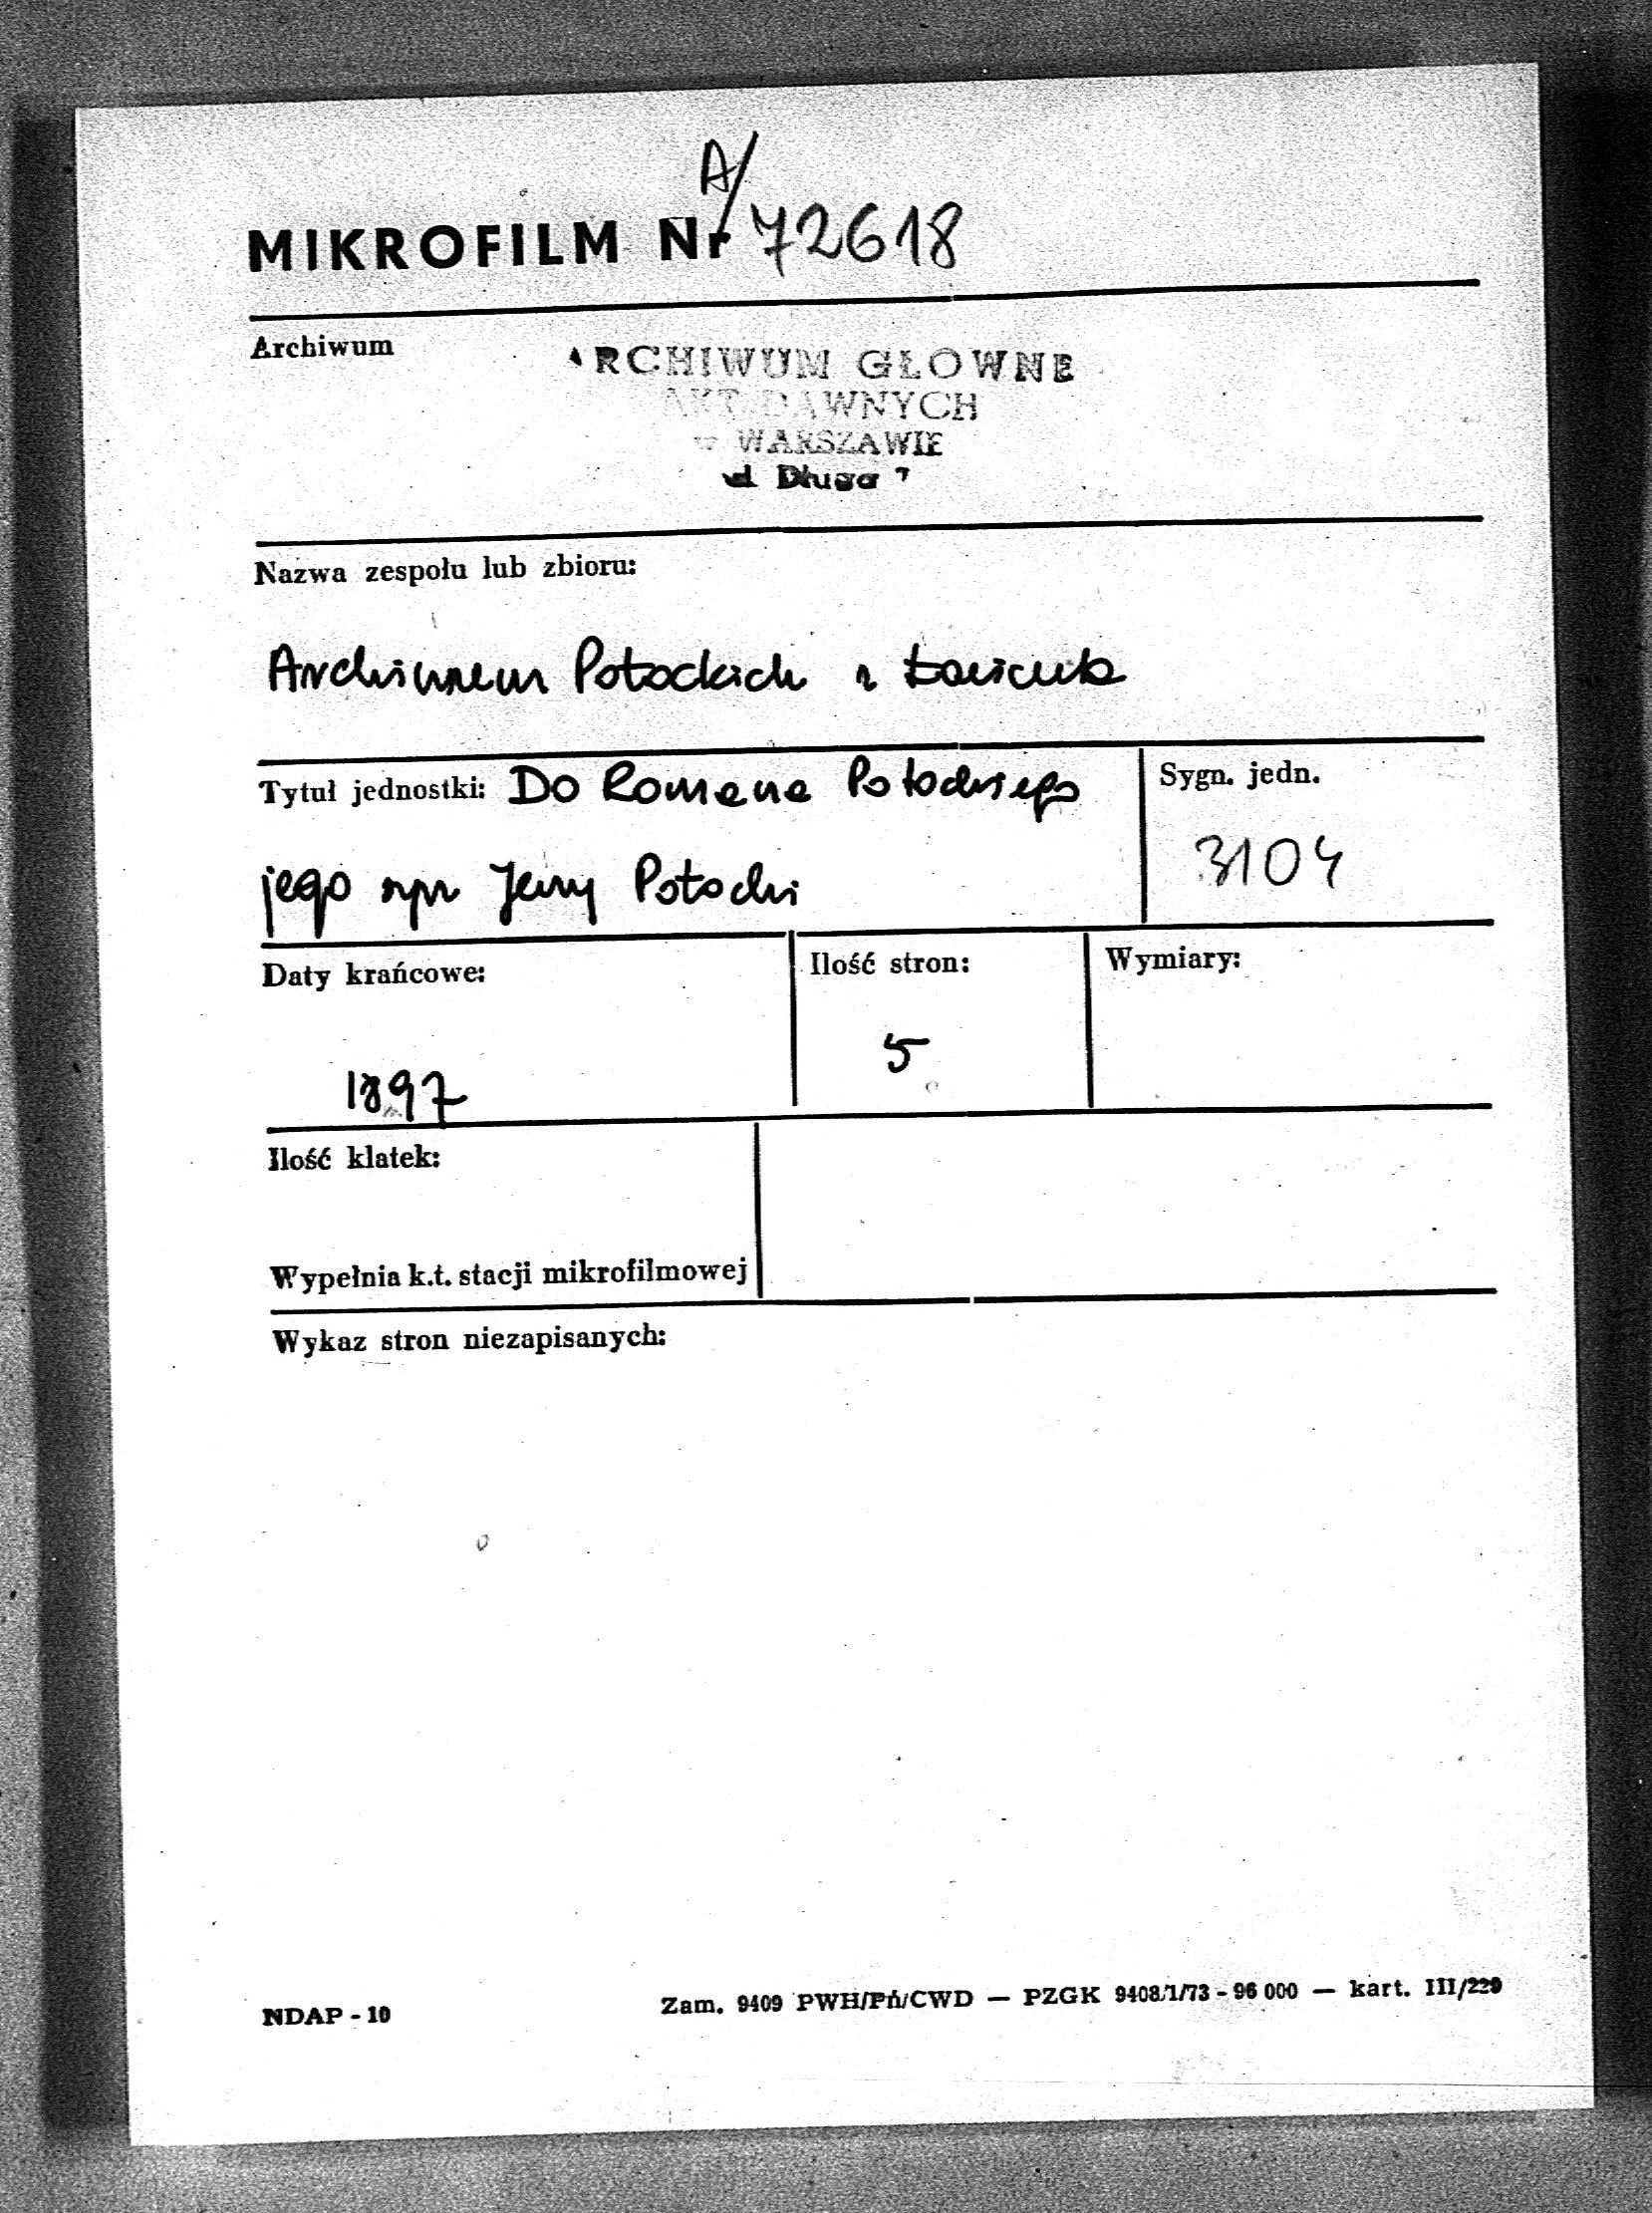 A/
MIKROFILM Nr 72618
Archiwum
ARCHIWUM GŁOWNE
AKT DAWNYCH
w WARSZAWIE
ul Długa 7
Nazwa zespołu lub zbioru:
Archiwum Potockich z Łańcuta
Tytuł jednostki: Do Romana Potockiego
Sygn. jedn.
jego syn Jerzy Potocki
3104
Daty krańcowe:
Ilość stron:
Wymiary:
1897
5
Ilość klatek:
Wypełnia k.t. stacji mikrofilmowej
Wykaz stron niezapisanych:
NDAP - 10
Zam. 9409 PWH/Pń/CWD — PZGK 9408/1/73 - 96 000 — kart. III/220